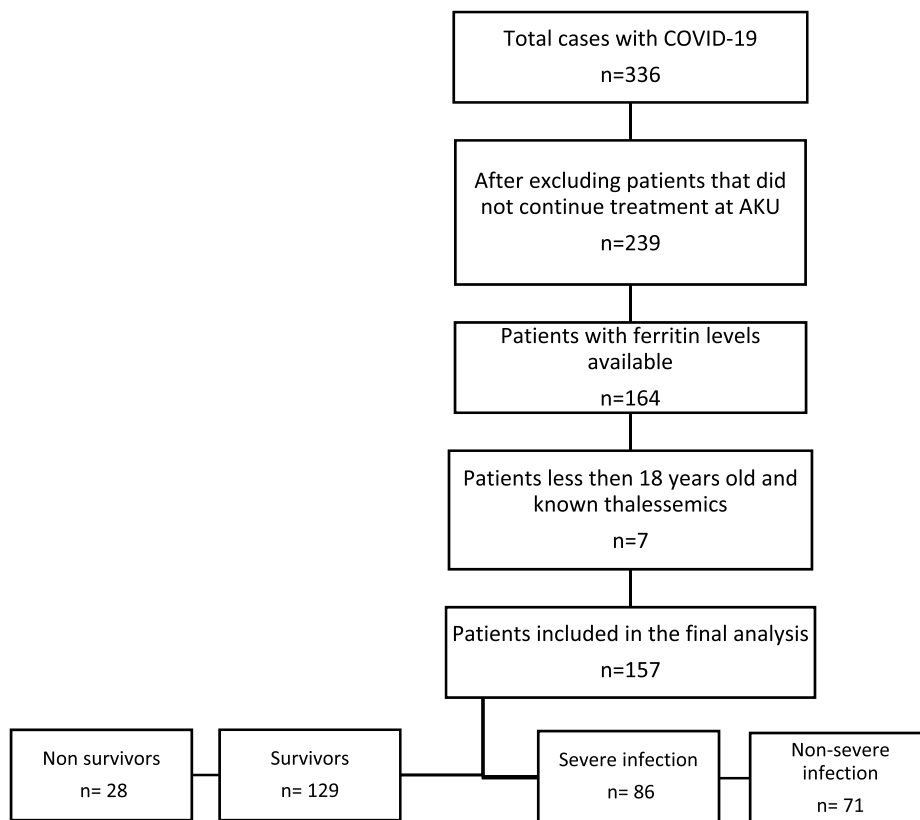 Total cases with COVID-19
n=336
After excluding patients that did
not continue treatment at AKU
n=239
Patients with ferritin levels
available
n=164
Patients less then 18 years old and
known thalessemics
n=7
Patients included in the final analysis
n=157
Non survivors
n= 28
Survivors
n= 129
Severe infection
n= 86
Non-severe
infection
n= 71